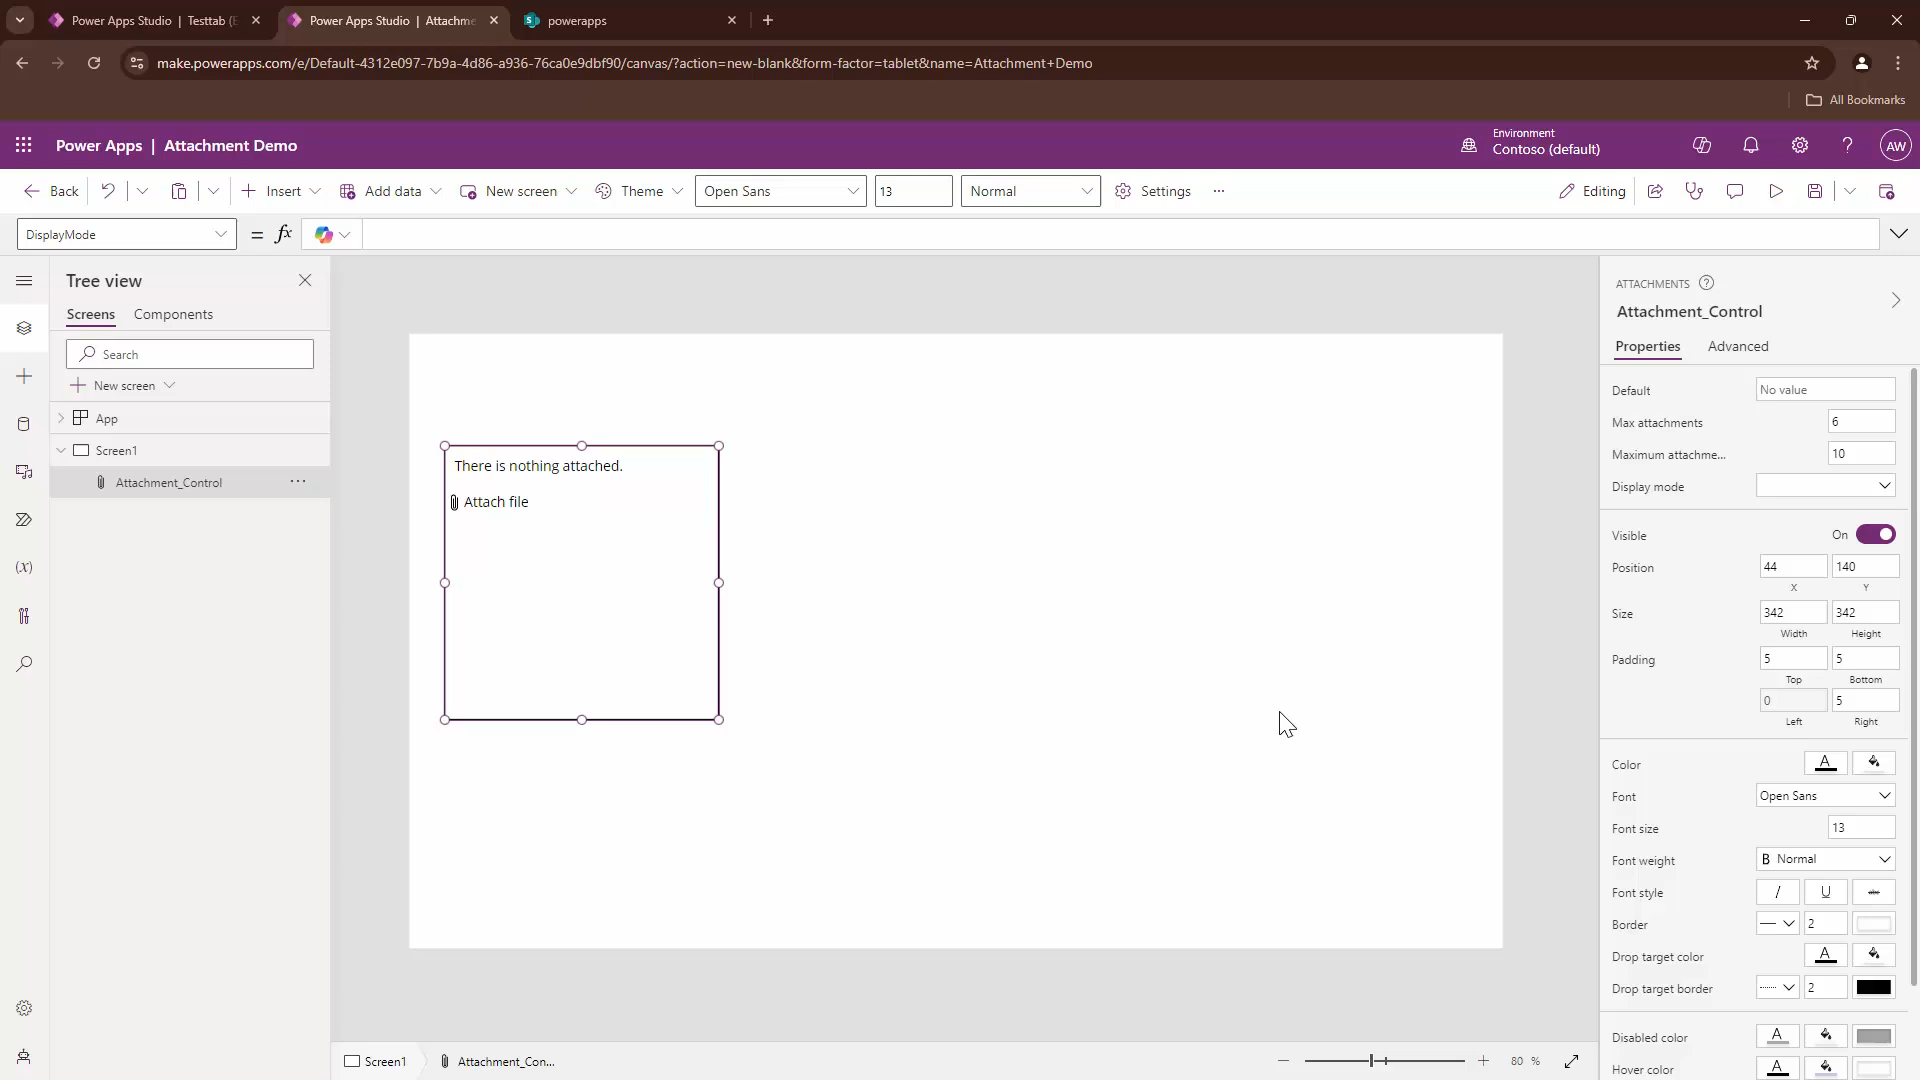 Power Apps Studio | Testtab (E
Power Apps Studio | Attachme
powerapps
make.powerapps.com/e/Default-4312e097-7b9a-4d86-a936-76ca0e9dbf90/canvas/?action=new-blank&form-factor=tablet&name=Attachment+Demo
All Bookmarks
Power Apps | Attachment Demo
Environment
Contoso (default)
AW
Back
Insert
Add data
New screen
Theme
Open Sans
13
Normal
Settings
Editing
DisplayMode
= fx
Tree view
Screens
Components
Search
New screen
App
Screen1
Attachment_Control
There is nothing attached.
Attach file
ATTACHMENTS
Attachment_Control
Properties
Advanced
Default
No value
Max attachments
6
Maximum attachme...
10
Display mode
Visible
On
Position
44
140
X
Y
Size
342
342
Width
Height
Padding
5
5
Top
Bottom
0
5
Left
Right
Color
Font
Open Sans
Font size
13
Font weight
B Normal
Font style
/
U
abc
Border
2
Drop target color
Drop target border
2
Disabled color
Hover color
Screen1
Attachment_Con...
80 %